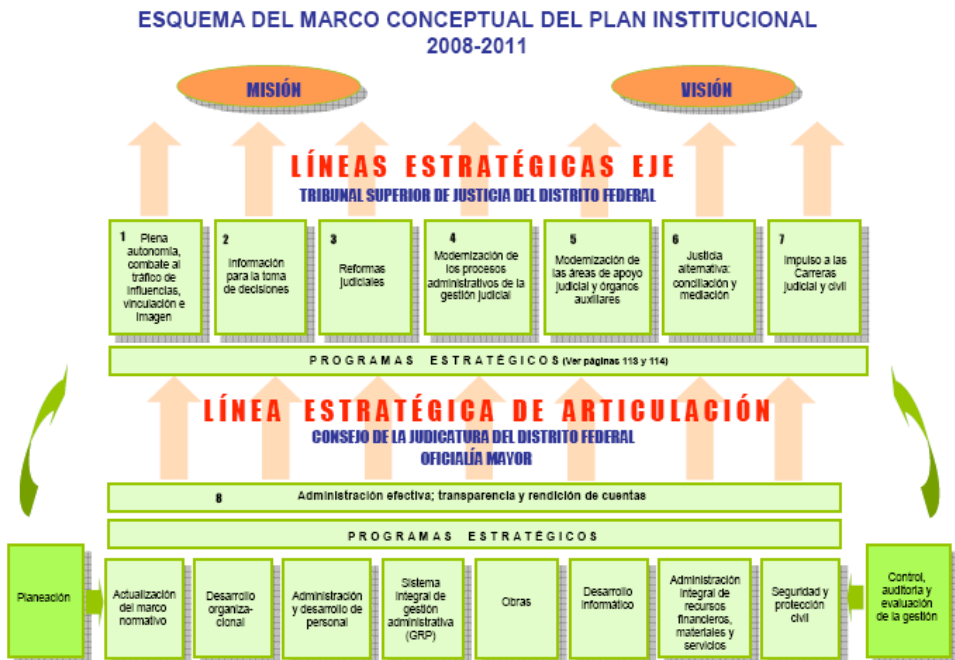 ESQUEMA DEL MARCO CONCEPTUAL DEL PLAN INSTITUCIONAL
2008-2011
MISIÓN
VISIÓN
LÍNEAS ESTRATÉGICAS EJE
TRIBUNAL SUPERIOR DE JUSTICIA DEL DISTRITO FEDERAL
1 Plena
autonomía,
combate al
tráfico de
influencias,
vinculación e
imagen
2
Información
para la toma
de decisiones
3
Reformas
judiciales
4
Modernización de
los procesos
administrativos de la
gestión judicial
5
Modernización de
las áreas de apoyo
judicial y órganos
auxiliares
6
Justicia
alternativa:
conciliación y
mediación
7
Impulso a las
Carreras
judicial y civil
PROGRAMAS ESTRATÉGICOS (Ver páginas 113 y 114)
LÍNEA ESTRATÉGICA DE ARTICULACIÓN
CONSEJO DE LA JUDICATURA DEL DISTRITO FEDERAL
OFICIALÍA MAYOR
8 Administración efectiva; transparencia y rendición de cuentas
PROGRAMAS ESTRATÉGICOS
Planeación
Actualización
del marco
normativo
Desarrollo
organiza-
cional
Administración
y desarrollo de
personal
Sistema
integral de
gestión
administrativa
(GRP)
Obras
Desarrollo
informático
Administración
integral de
recursos
financieros,
materiales y
servicios
Seguridad y
protección
civil
Control,
auditoria y
evaluación
de la gestión